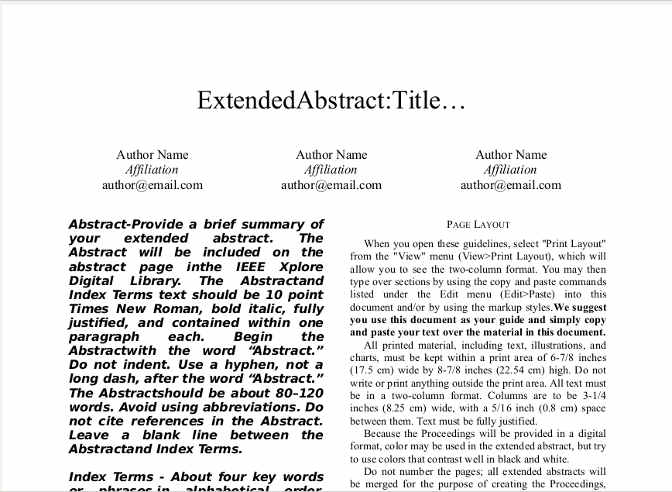 ExtendedAbstract:Title…
Author Name
Affiliation
author@email.com
Author Name
Affiliation
author@email.com
Author Name
Affiliation
author@email.com
Abstract-Provide a brief summary of
your extended abstract. The
Abstract will be included on the
abstract page inthe IEEE Xplore
Digital Library. The Abstractand
Index Terms text should be 10 point
Times New Roman, bold italic, fully
justified, and contained within one
paragraph each. Begin the
Abstractwith the word “Abstract.”
Do not indent. Use a hyphen, not a
long dash, after the word “Abstract.”
The Abstractshould be about 80–120
words. Avoid using abbreviations. Do
not cite references in the Abstract.
Leave a blank line between the
Abstractand Index Terms.
Index Terms - About four key words
or phrases in alphabetical order,
PAGE LAYOUT
When you open these guidelines, select "Print Layout"
from the "View" menu (View>Print Layout), which will
allow you to see the two-column format. You may then
type over sections by using the copy and paste commands
listed under the Edit menu (Edit>Paste) into this
document and/or by using the markup styles.We suggest
you use this document as your guide and simply copy
and paste your text over the material in this document.
All printed material, including text, illustrations, and
charts, must be kept within a print area of 6-7/8 inches
(17.5 cm) wide by 8-7/8 inches (22.54 cm) high. Do not
write or print anything outside the print area. All text must
be in a two-column format. Columns are to be 3-1/4
inches (8.25 cm) wide, with a 5/16 inch (0.8 cm) space
between them. Text must be fully justified.
Because the Proceedings will be provided in a digital
format, color may be used in the extended abstract, but try
to use colors that contrast well in black and white.
Do not number the pages; all extended abstracts will
be merged for the purpose of creating the Proceedings,